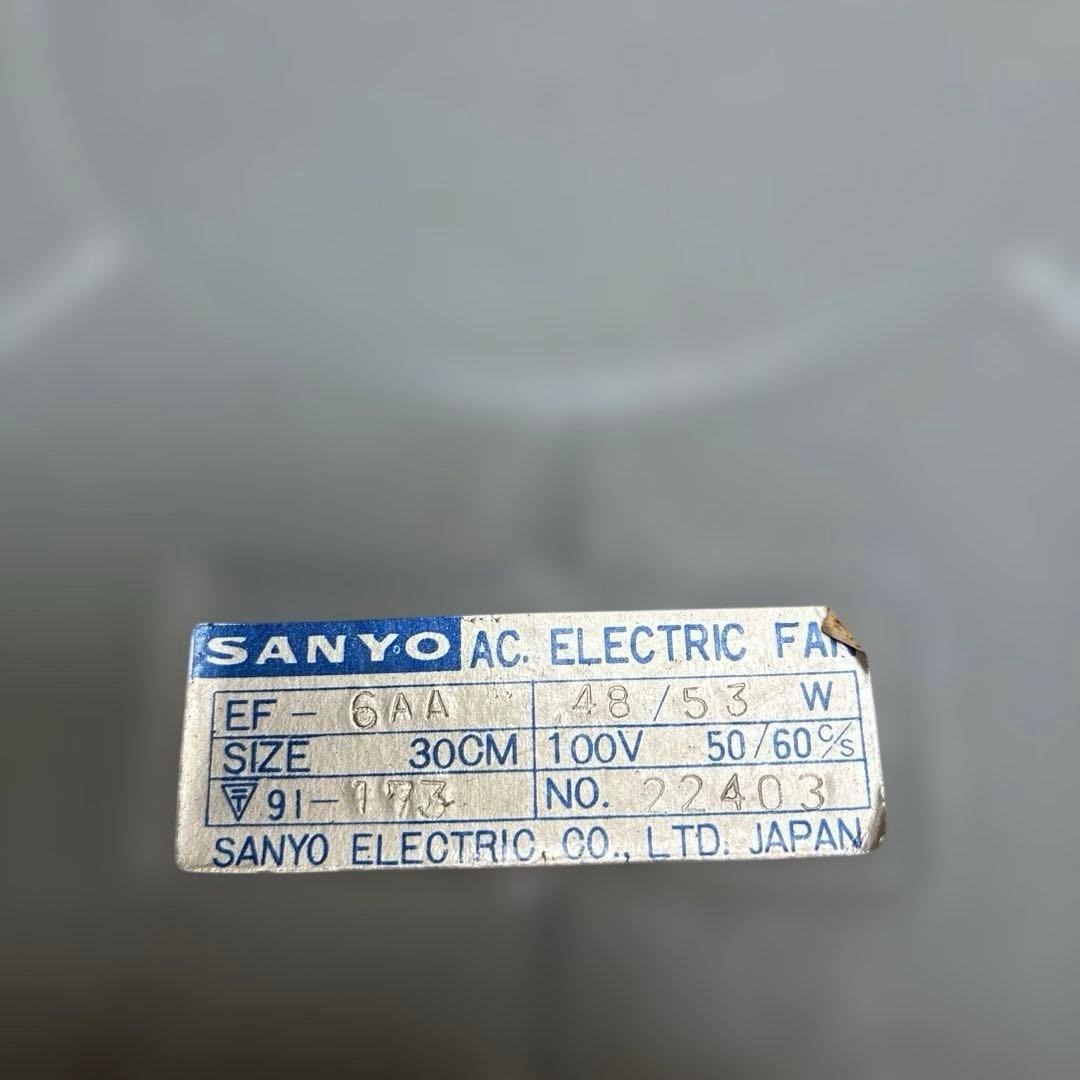 SANYO AC. ELECTRIC FAN
EF - 6AA 48/53 W
SIZE 30CM 100V 50/60 C/S
〒 91-173 NO. 22403
SANYO ELECTRIC CO., LTD. JAPAN